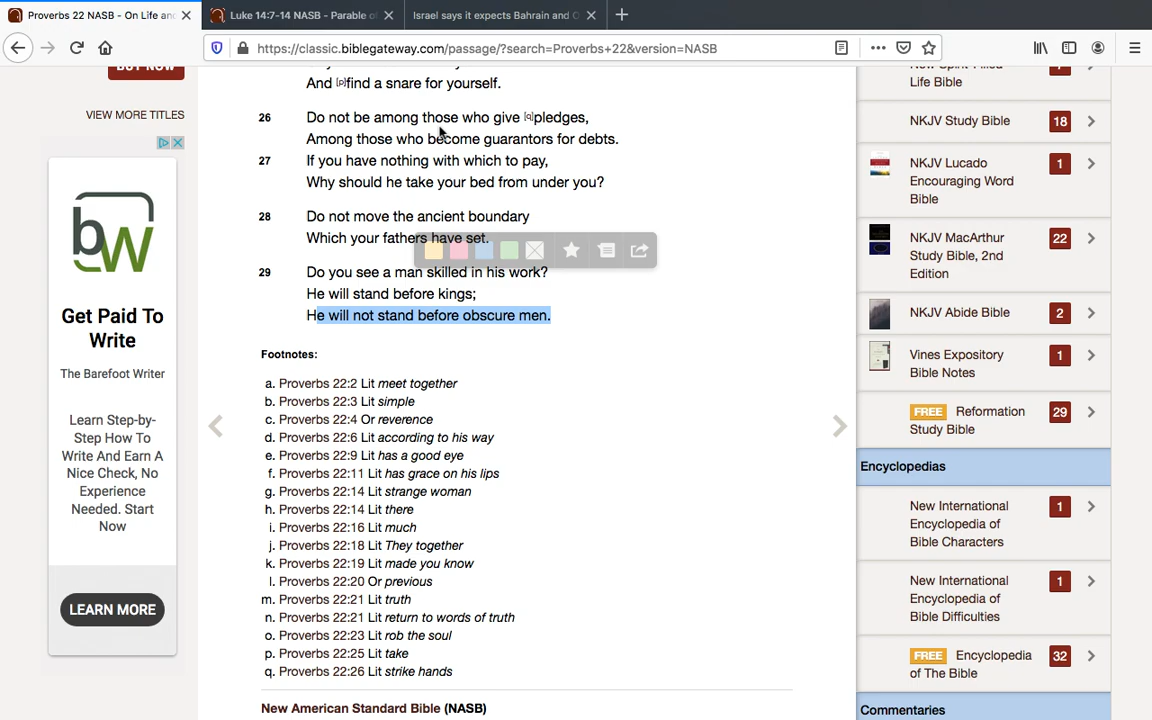 Proverbs 22 NASB - On Life and
Luke 14:7-14 NASB - Parable of
Israel says it expects Bahrain and O
https://classic.biblegateway.com/passage/?search=Proverbs+22&version=NASB
BUY NOW
VIEW MORE TITLES
bw
Get Paid To
Write
The Barefoot Writer
Learn Step-by-
Step How To
Write And Earn A
Nice Check, No
Experience
Needed. Start
Now
LEARN MORE
And [p]find a snare for yourself.
26 Do not be among those who give [q]pledges,
Among those who become guarantors for debts.
27 If you have nothing with which to pay,
Why should he take your bed from under you?
28 Do not move the ancient boundary
Which your fathers have set.
29 Do you see a man skilled in his work?
He will stand before kings;
He will not stand before obscure men.
Footnotes:
a. Proverbs 22:2 Lit meet together
b. Proverbs 22:3 Lit simple
c. Proverbs 22:4 Or reverence
d. Proverbs 22:6 Lit according to his way
e. Proverbs 22:9 Lit has a good eye
f. Proverbs 22:11 Lit has grace on his lips
g. Proverbs 22:14 Lit strange woman
h. Proverbs 22:14 Lit there
i. Proverbs 22:16 Lit much
j. Proverbs 22:18 Lit They together
k. Proverbs 22:19 Lit made you know
l. Proverbs 22:20 Or previous
m. Proverbs 22:21 Lit truth
n. Proverbs 22:21 Lit return to words of truth
o. Proverbs 22:23 Lit rob the soul
p. Proverbs 22:25 Lit take
q. Proverbs 22:26 Lit strike hands
New American Standard Bible (NASB)
Life Bible
NKJV Study Bible 18
NKJV Lucado 1
Encouraging Word
Bible
NKJV MacArthur 22
Study Bible, 2nd
Edition
NKJV Abide Bible 2
Vines Expository 1
Bible Notes
FREE Reformation 29
Study Bible
Encyclopedias
New International 1
Encyclopedia of
Bible Characters
New International 1
Encyclopedia of
Bible Difficulties
FREE Encyclopedia 32
of The Bible
Commentaries